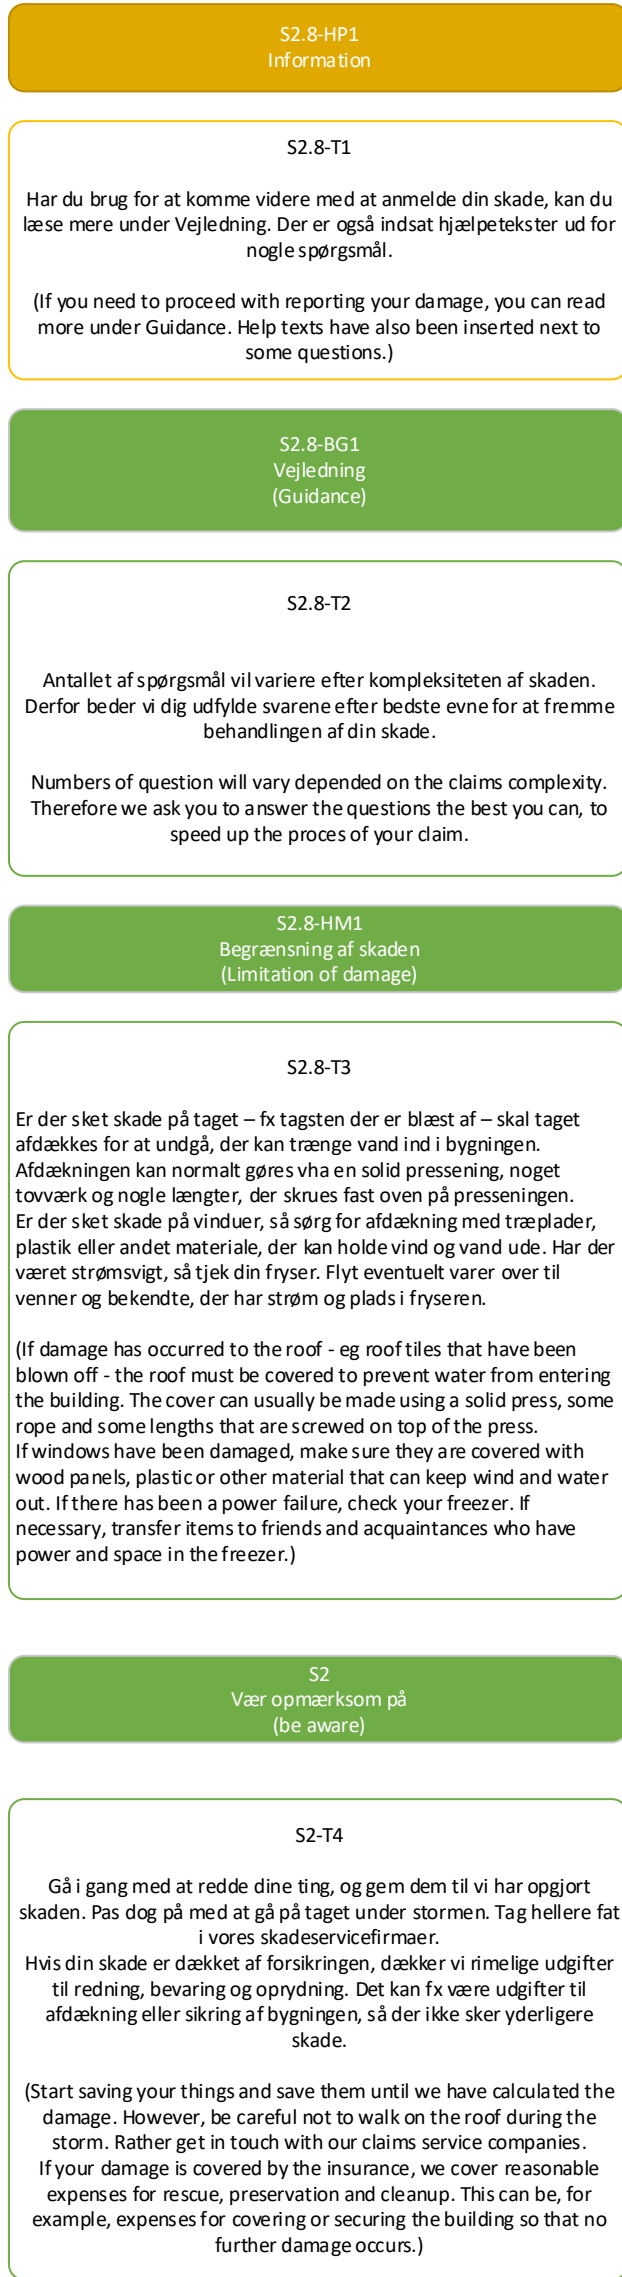 S2.8-HP1
Information
S2.8-T1
Har du brug for at komme videre med at anmelde din skade, kan du
læse mere under Vejledning. Der er også indsat hjælpetekster ud for
nogle spørgsmål.
(If you need to proceed with reporting your damage, you can read
more under Guidance. Help texts have also been inserted next to
some questions.)
S2.8-BG1
Vejledning
(Guidance)
S2.8-T2
Antallet af spørgsmål vil variere efter kompleksiteten af skaden.
Derfor beder vi dig udfylde svarene efter bedste evne for at fremme
behandlingen af din skade.
Numbers of question will vary depended on the claims complexity.
Therefore we ask you to answer the questions the best you can, to
speed up the proces of your claim.
S2.8-HM1
Begrænsning af skaden
(Limitation of damage)
S2.8-T3
Er der sket skade på taget – fx tagsten der er blæst af – skal taget
afdækkes for at undgå, der kan trænge vand ind i bygningen.
Afdækningen kan normalt gøres vha en solid pressening, noget
tovværk og nogle længter, der skrues fast oven på presseningen.
Er der sket skade på vinduer, så sørg for afdækning med træplader,
plastik eller andet materiale, der kan holde vind og vand ude. Har der
været strømsvigt, så tjek din fryser. Flyt eventuelt varer over til
venner og bekendte, der har strøm og plads i fryseren.
(If damage has occurred to the roof - eg roof tiles that have been
blown off - the roof must be covered to prevent water from entering
the building. The cover can usually be made using a solid press, some
rope and some lengths that are screwed on top of the press.
If windows have been damaged, make sure they are covered with
wood panels, plastic or other material that can keep wind and water
out. If there has been a power failure, check your freezer. If
necessary, transfer items to friends and acquaintances who have
power and space in the freezer.)
S2
Vær opmærksom på
(be aware)
S2-T4
Gå i gang med at redde dine ting, og gem dem til vi har opgjort
skaden. Pas dog på med at gå på taget under stormen. Tag hellere fat
i vores skadeservicefirmaer.
Hvis din skade er dækket af forsikringen, dækker vi rimelige udgifter
til redning, bevaring og oprydning. Det kan fx være udgifter til
afdækning eller sikring af bygningen, så der ikke sker yderligere
skade.
(Start saving your things and save them until we have calculated the
damage. However, be careful not to walk on the roof during the
storm. Rather get in touch with our claims service companies.
If your damage is covered by the insurance, we cover reasonable
expenses for rescue, preservation and cleanup. This can be, for
example, expenses for covering or securing the building so that no
further damage occurs.)